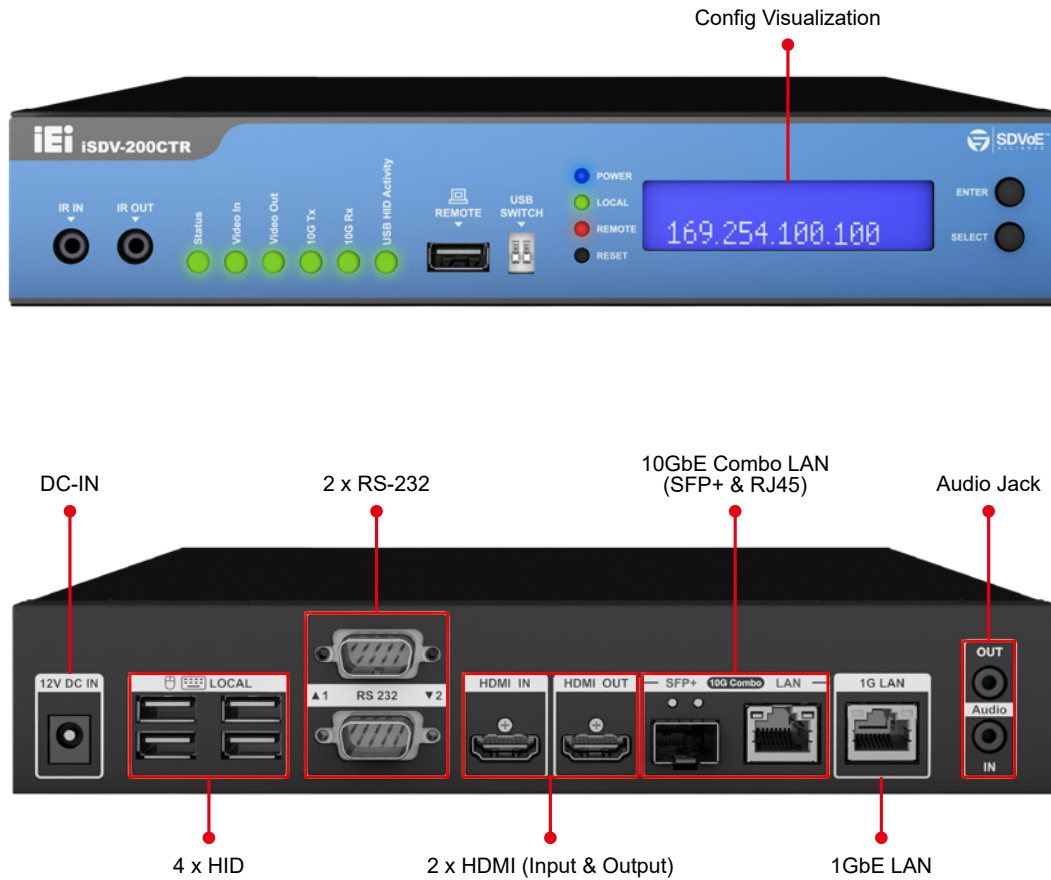 Config Visualization
iEi iSDV-200CTR
SDVoE™
ALLIANCE
IR IN
IR OUT
Status
Video In
Video Out
10G Tx
10G Rx
USB HID Activity
REMOTE
USB
SWITCH
POWER
LOCAL
REMOTE
RESET
169.254.100.100
ENTER
SELECT
DC-IN
2 x RS-232
10GbE Combo LAN
(SFP+ & RJ45)
Audio Jack
12V DC IN
LOCAL
▲1 RS 232 ▼2
HDMI IN
HDMI OUT
SFP+ 10G Combo LAN
1G LAN
OUT
Audio
IN
4 x HID
2 x HDMI (Input & Output)
1GbE LAN